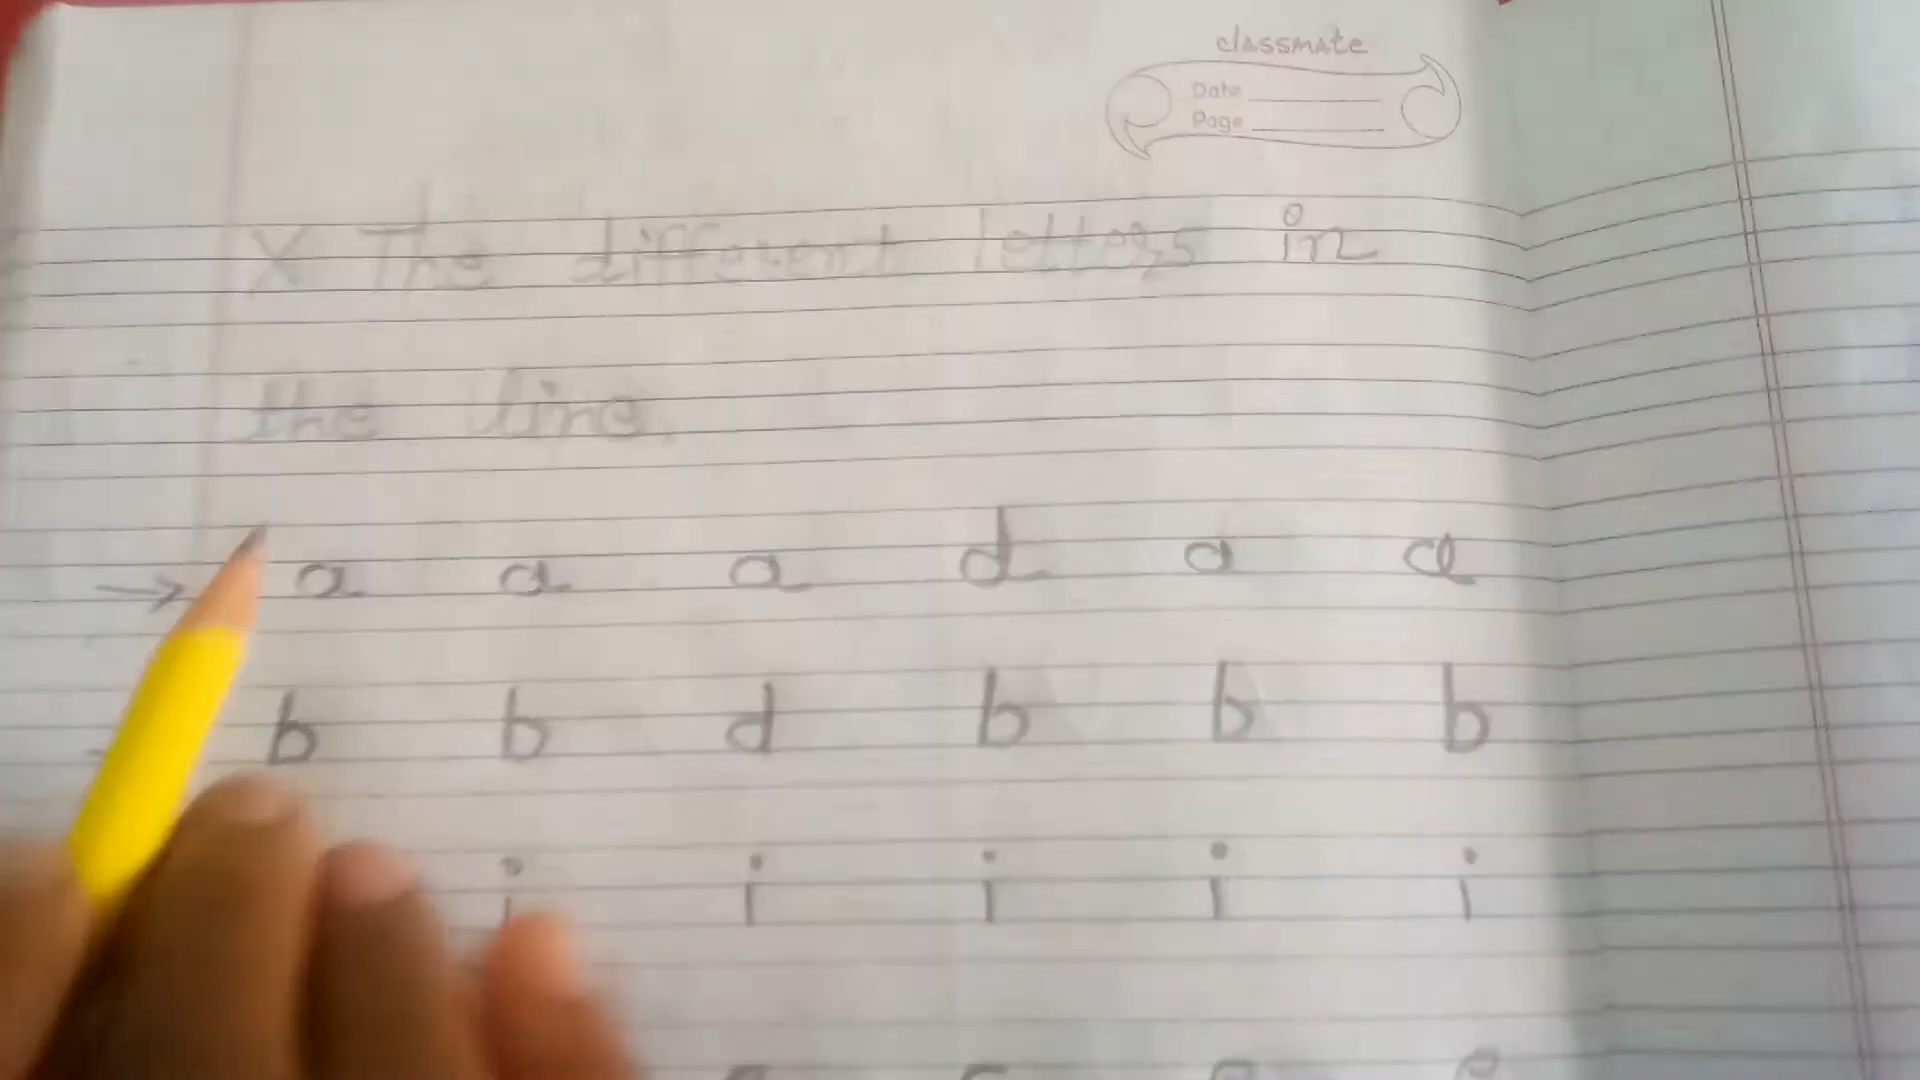 classmate
Date
Page
X The different letters in
the line.
→ a a a d a a
b b d b b b
i i i i i